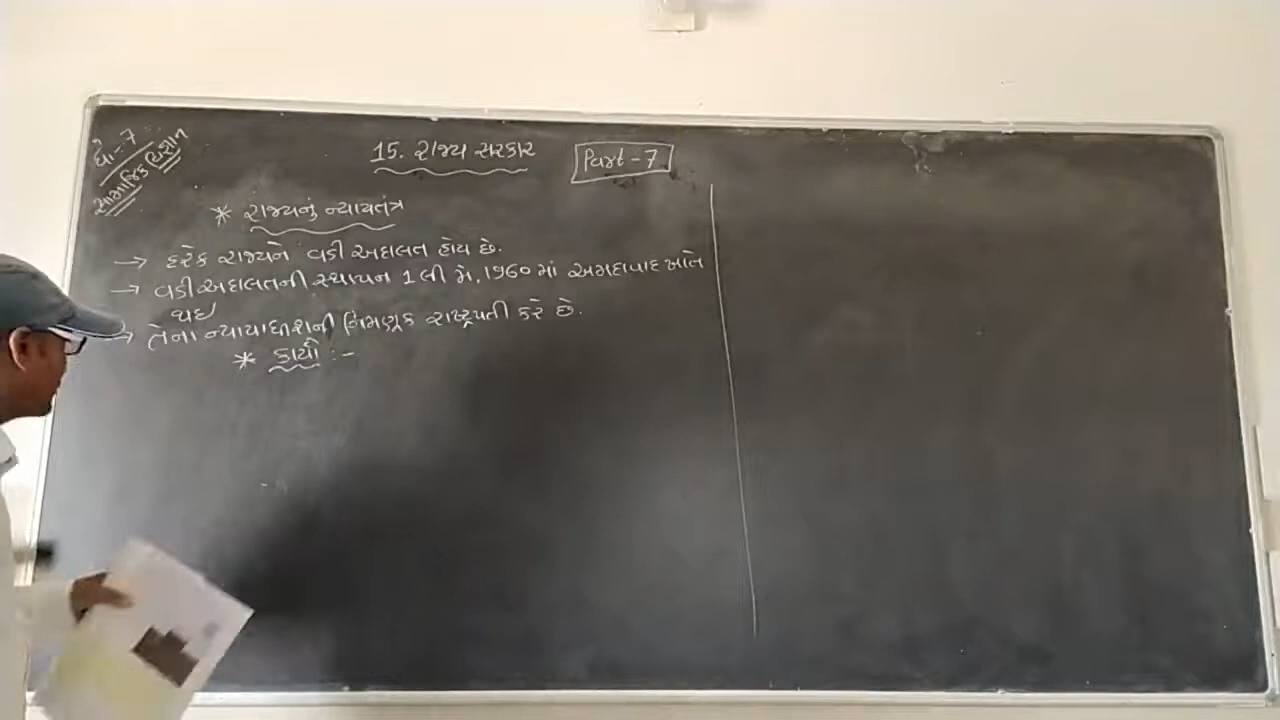 ધો-7
સામાજિક વિજ્ઞાન
15. રાજ્ય સરકાર
Part-7
* રાજ્યનું ન્યાયતંત્ર
→ દરેક રાજ્યને વડી અદાલત હોય છે.
→ વડી અદાલતની સ્થાપન 1લી મે, 1960 માં અમદાવાદ ખાતે
થઇ
→ તેના ન્યાયાધીશની નિમણૂક રાષ્ટ્રપતી કરે છે.
* કાર્યો :-